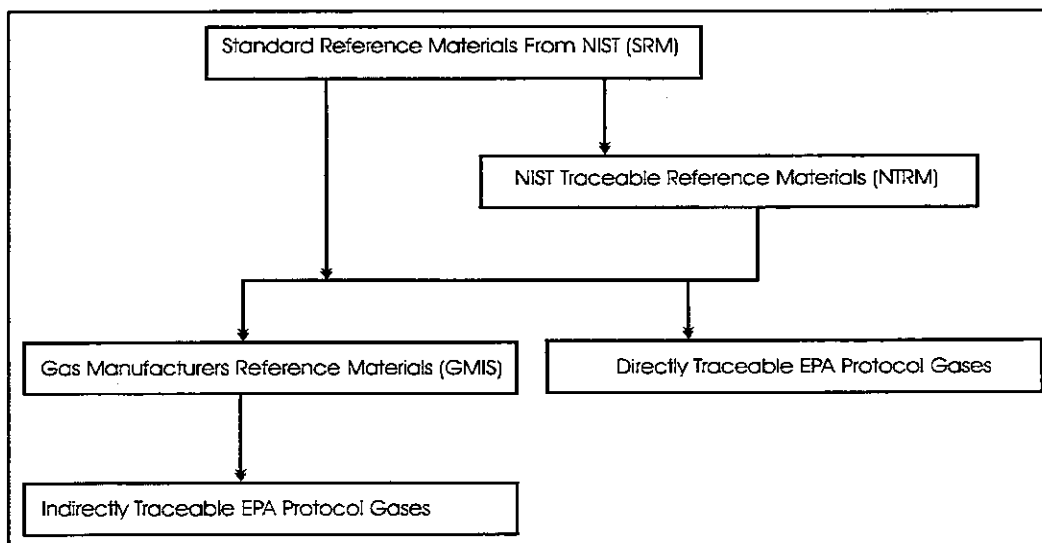 Standard Reference Materials From NIST (SRM)
NIST Traceable Reference Materials (NTRM)
Gas Manufacturers Reference Materials (GMIS)
Directly Traceable EPA Protocol Gases
Indirectly Traceable EPA Protocol Gases